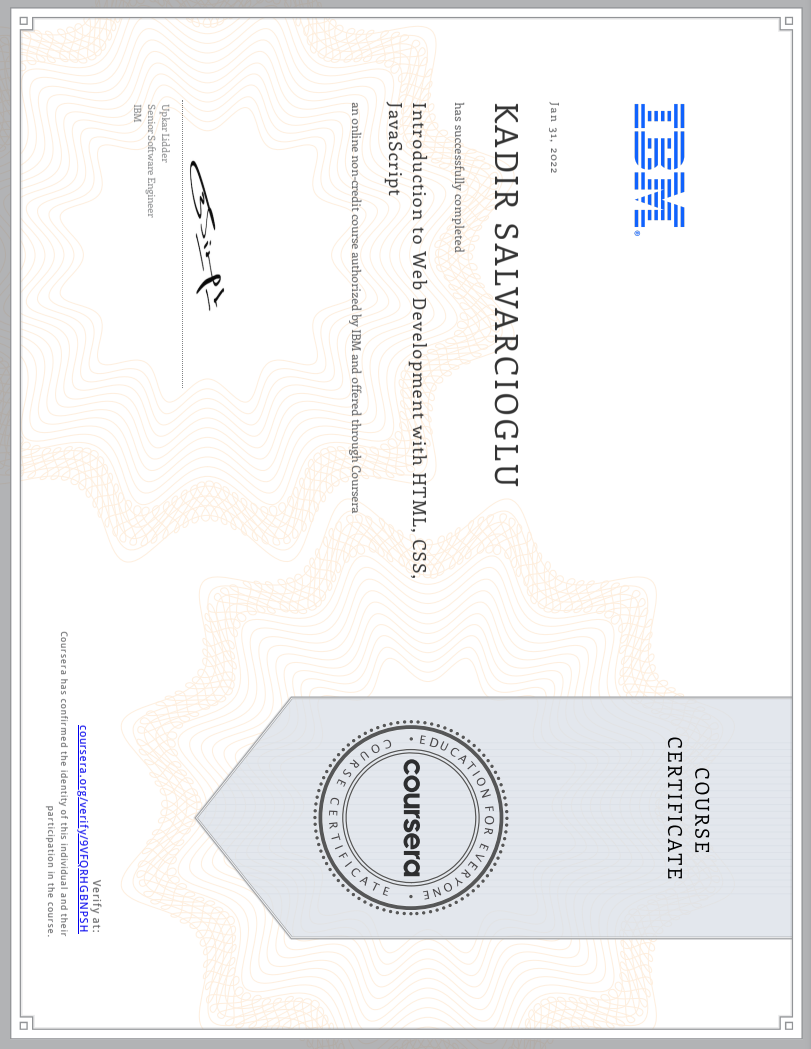 IBM®
COURSE
CERTIFICATE
Jan 31, 2022
KADIR SALVARCIOGLU
has successfully completed
Introduction to Web Development with HTML, CSS,
JavaScript
an online non-credit course authorized by IBM and offered through Coursera
EDUCATION FOR EVERYONE •
coursera
COURSE CERTIFICATE •
Upkar Lidder
Senior Software Engineer
IBM
Verify at:
coursera.org/verify/9VFQRHGBNPSH
Coursera has confirmed the identity of this individual and their
participation in the course.